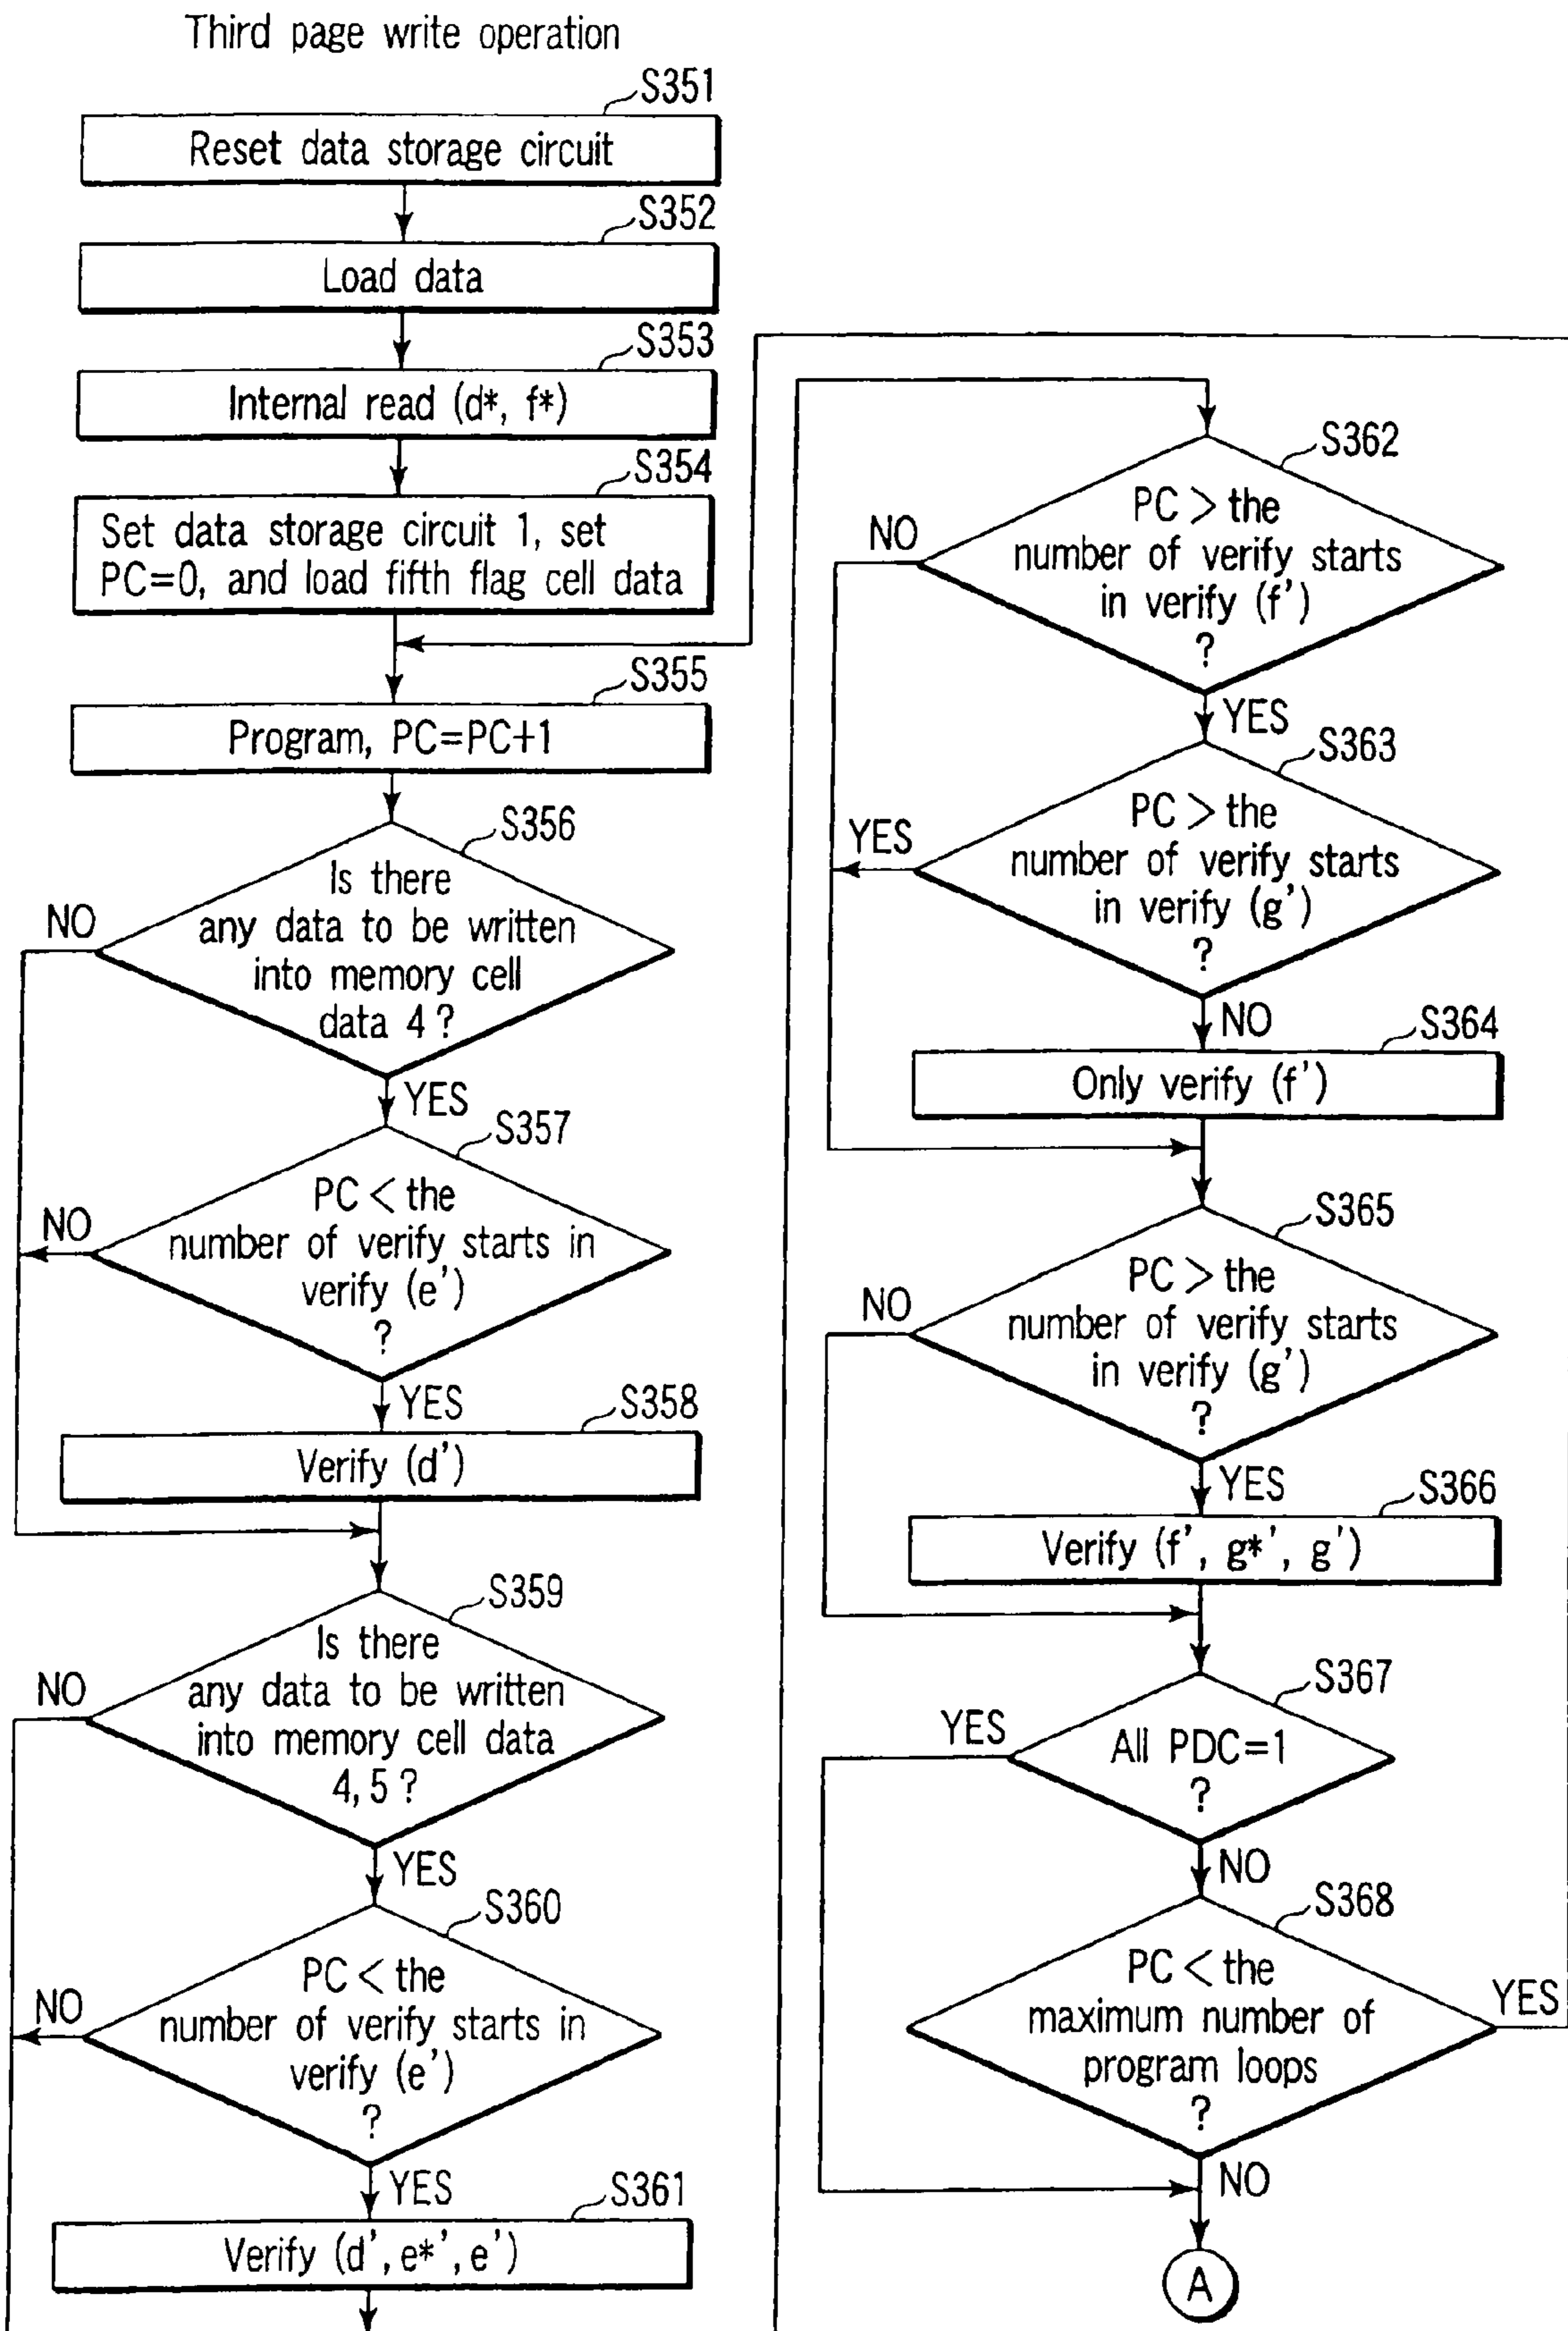 Third page write operation
S351
Reset data storage circuit
S352
Load data
S353
Internal read (d*, f*)
S354
Set data storage circuit 1, set
PC=0, and load fifth flag cell data
S355
Program, PC=PC+1
S356
Is there
any data to be written
into memory cell
data 4 ?
NO
YES
S357
PC < the
number of verify starts in
verify (e')
?
NO
YES
S358
Verify (d')
S359
Is there
any data to be written
into memory cell data
4, 5 ?
NO
YES
S360
PC < the
number of verify starts in
verify (e')
?
NO
YES
S361
Verify (d', e*', e')
S362
PC > the
number of verify starts
in verify (f')
?
NO
YES
S363
PC > the
number of verify starts
in verify (g')
?
YES
NO
S364
Only verify (f')
S365
PC > the
number of verify starts
in verify (g')
?
NO
YES
S366
Verify (f', g*', g')
S367
All PDC=1
?
YES
NO
S368
PC < the
maximum number of
program loops
?
YES
NO
A